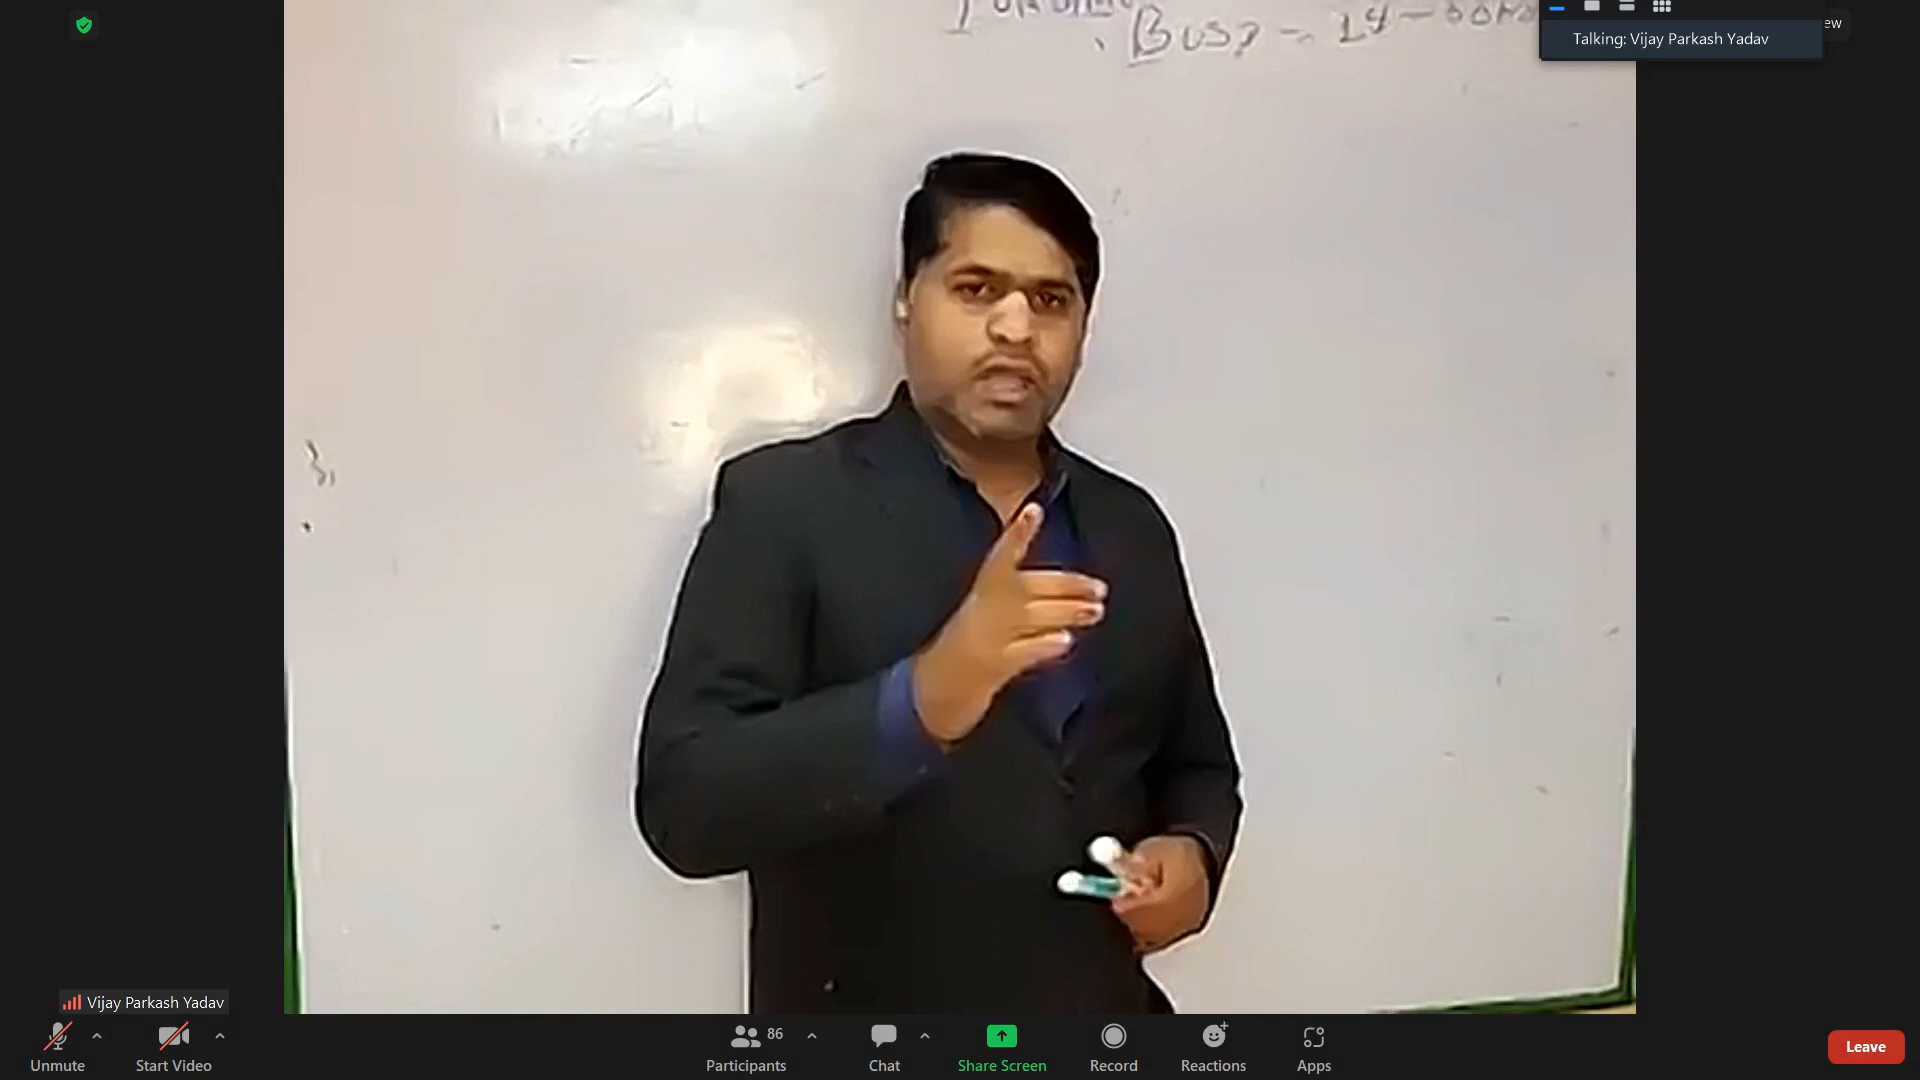 ew
Talking: Vijay Parkash Yadav
Vijay Parkash Yadav
Unmute
Start Video
86
Participants
Chat
Share Screen
Record
Reactions
Apps
Leave